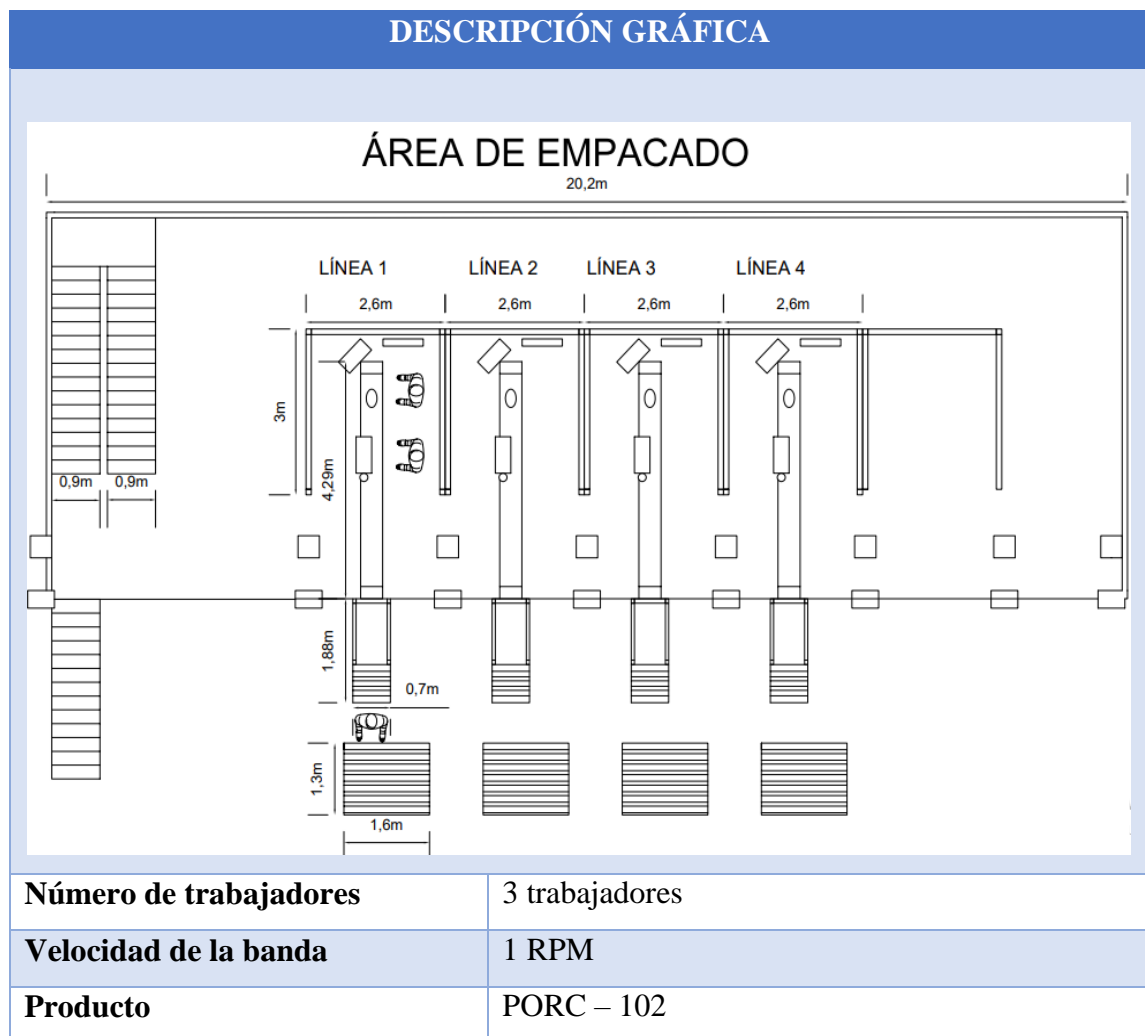 DESCRIPCIÓN GRÁFICA
ÁREA DE EMPACADO
20,2m
LÍNEA 1 LÍNEA 2 LÍNEA 3 LÍNEA 4
2,6m 2,6m 2,6m 2,6m
3m
4,29m
0,9m 0,9m
1,88m
0,7m
1,3m
1,6m
Número de trabajadores 3 trabajadores
Velocidad de la banda 1 RPM
Producto PORC – 102